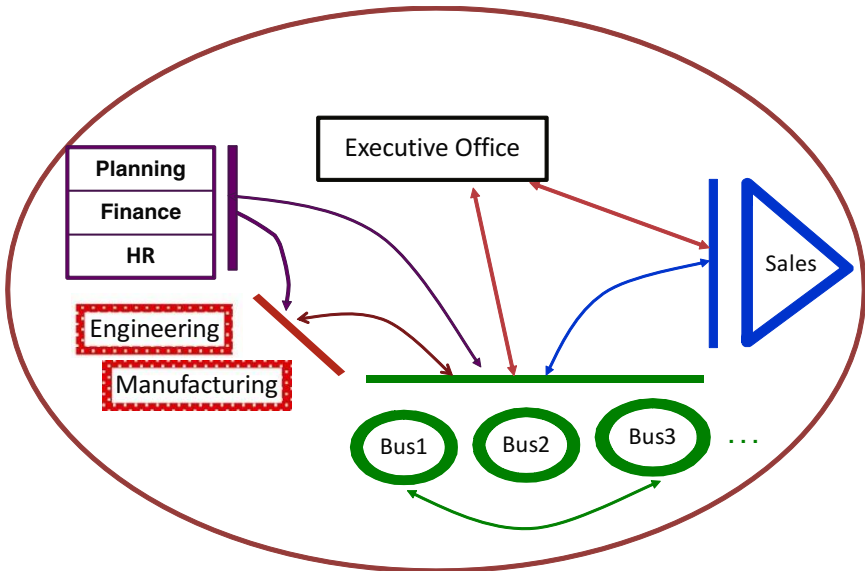 Executive Office
Planning
Finance
HR
Sales
Engineering
Manufacturing
Bus1
Bus2
Bus3
...